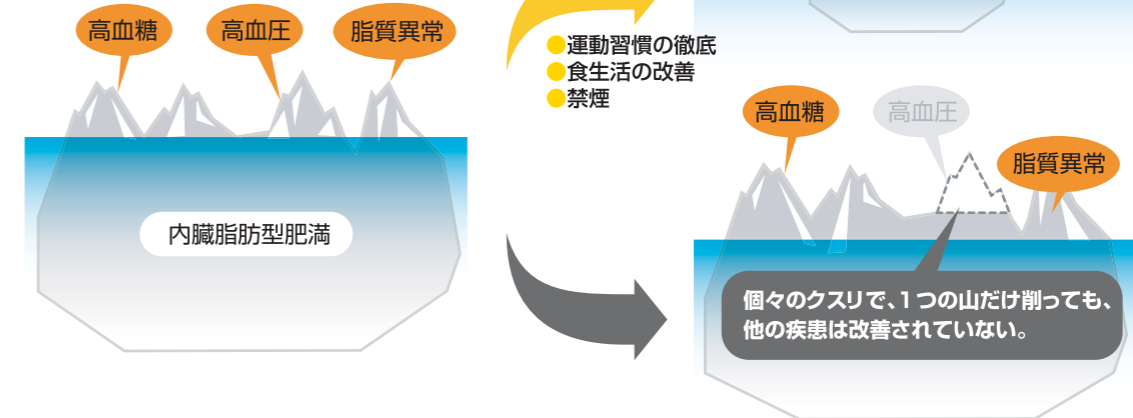 高血糖
高血圧
脂質異常
内臓脂肪型肥満
●運動習慣の徹底
●食生活の改善
●禁煙
高血糖
高血圧
脂質異常
個々のクスリで、1つの山だけ削っても、
他の疾患は改善されていない。